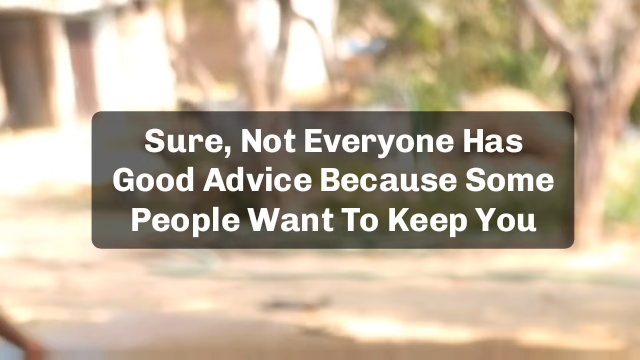 Sure, Not Everyone Has
Good Advice Because Some
People Want To Keep You